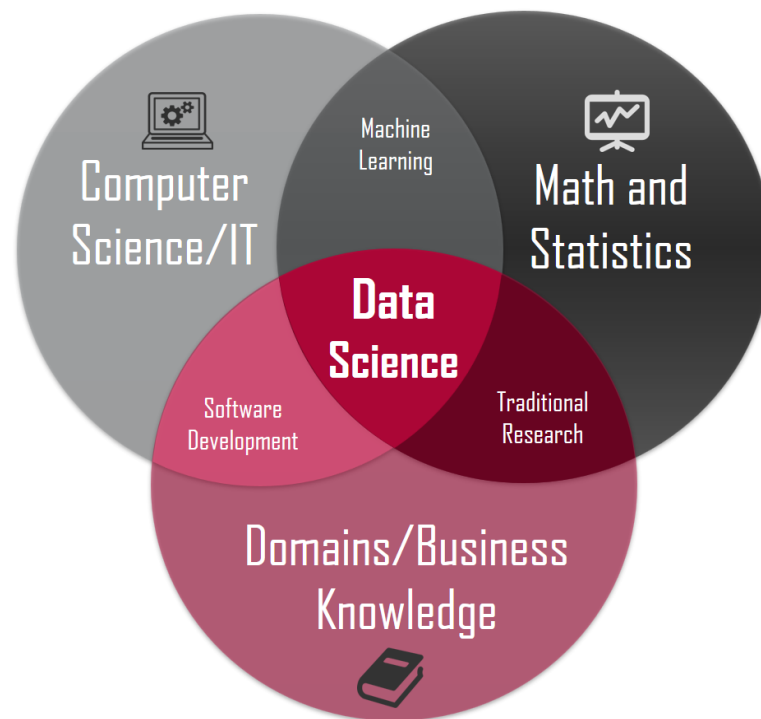 Machine
Learning
Computer
Science/IT
Math and
Statistics
Data
Science
Software
Development
Traditional
Research
Domains/Business
Knowledge